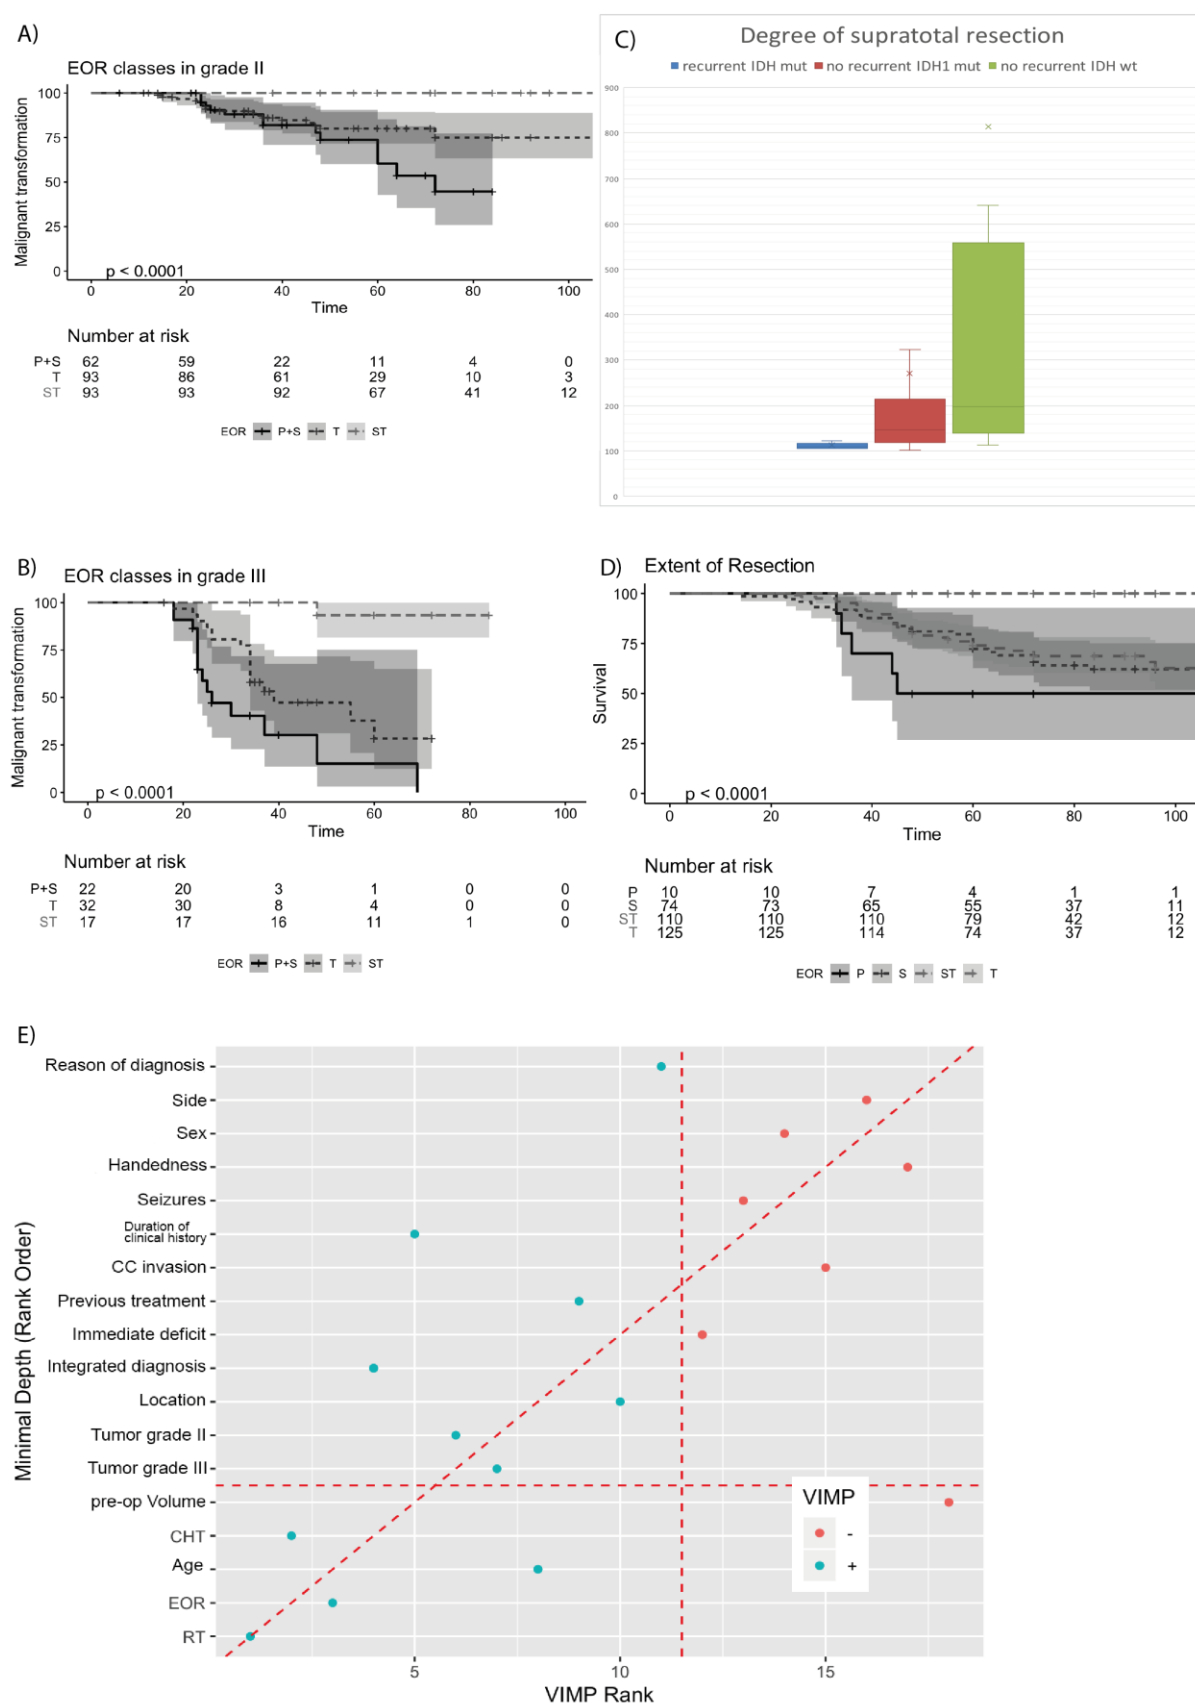 A)
EOR classes in grade II
Malignant transformation
100
75
50
25
0
p < 0.0001
0 20 40 60 80 100
Time
Number at risk
P+S 62 59 22 11 4 0
T 93 86 61 29 10 3
ST 93 93 92 67 41 12
EOR P+S T ST
C)
Degree of supratotal resection
recurrent IDH mut no recurrent IDH1 mut no recurrent IDH wt
900
800
700
600
500
400
300
200
100
0
B)
EOR classes in grade III
Malignant transformation
100
75
50
25
0
p < 0.0001
0 20 40 60 80 100
Time
Number at risk
P+S 22 20 3 1 0 0
T 32 30 8 4 0 0
ST 17 17 16 11 1 0
EOR P+S T ST
D)
Extent of Resection
Survival
100
75
50
25
0
p < 0.0001
0 20 40 60 80 100
Time
Number at risk
P 10 10 7 4 1 1
S 74 73 65 55 37 11
ST 110 110 110 79 42 12
T 125 125 114 74 37 12
EOR P S ST T
E)
Minimal Depth (Rank Order)
Reason of diagnosis
Side
Sex
Handedness
Seizures
Duration of
clinical history
CC invasion
Previous treatment
Immediate deficit
Integrated diagnosis
Location
Tumor grade II
Tumor grade III
pre-op Volume
CHT
Age
EOR
RT
VIMP
-
+
5 10 15
VIMP Rank